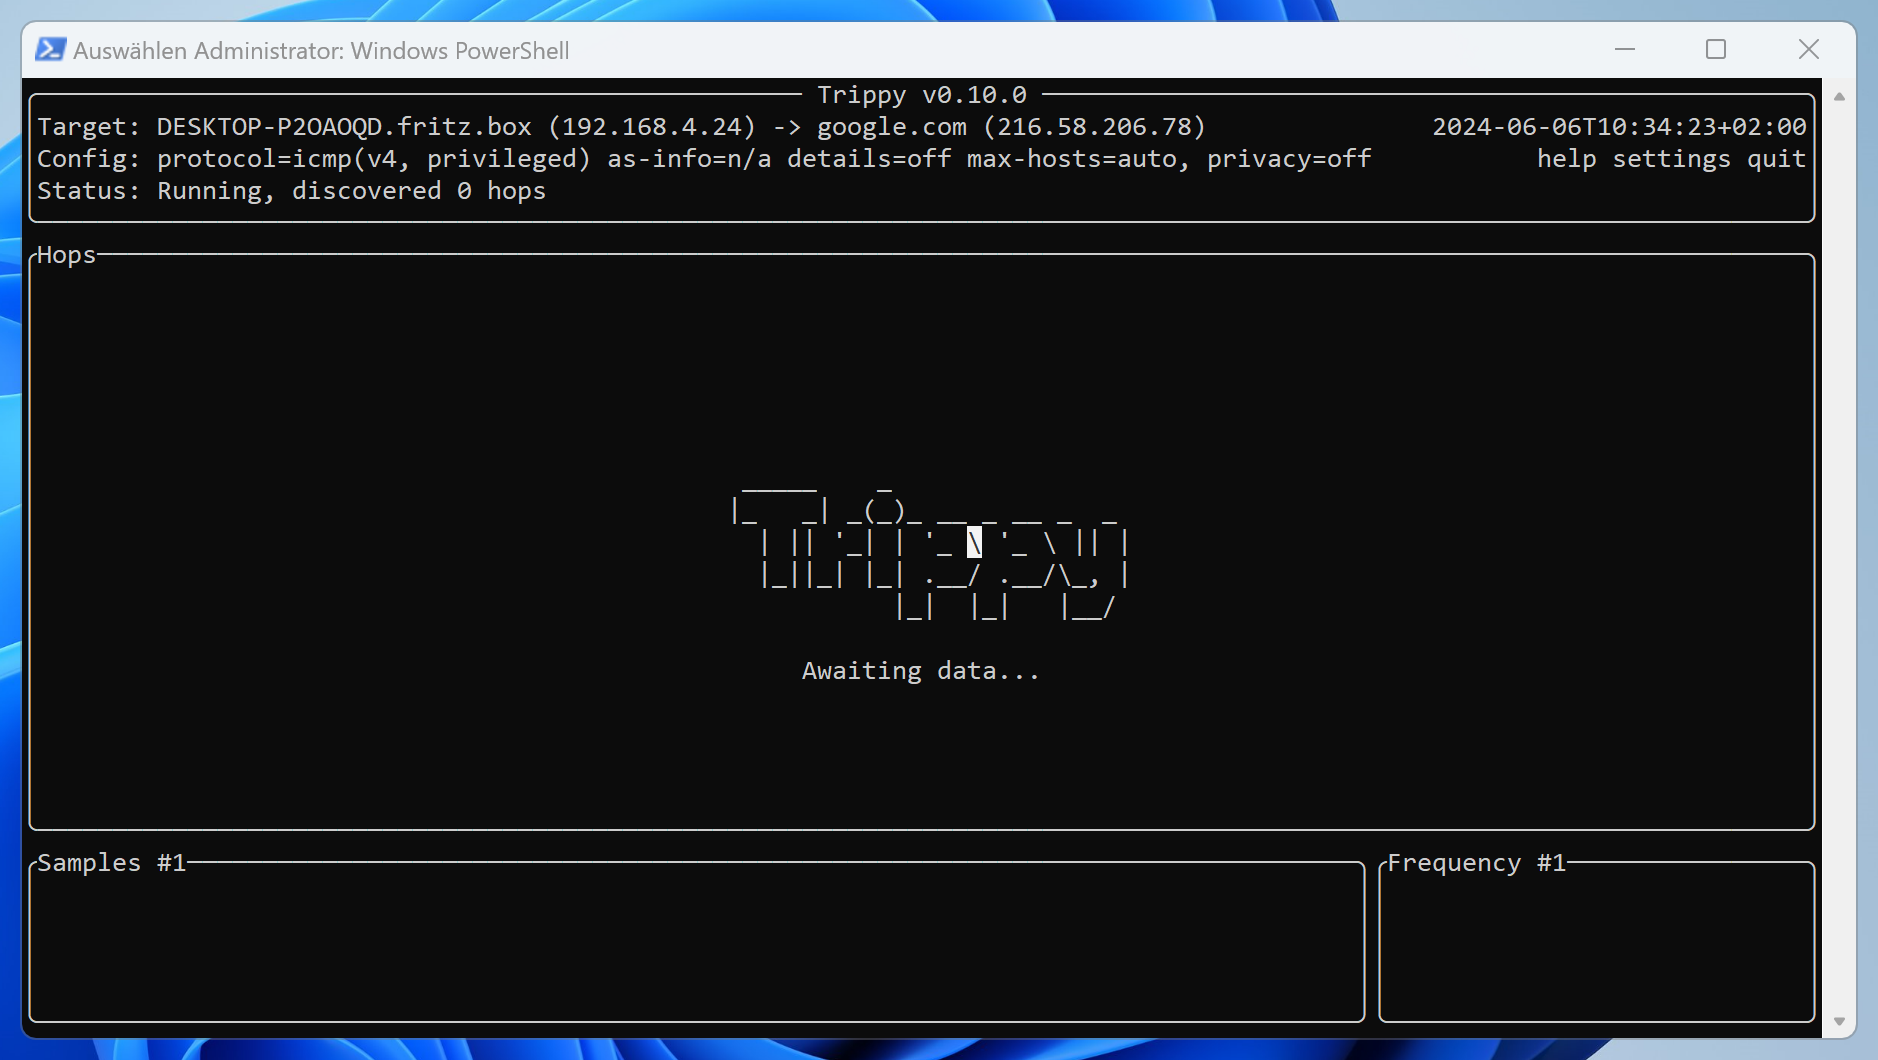 Auswählen Administrator: Windows PowerShell
Trippy v0.10.0
Target: DESKTOP-P2OAOQD.fritz.box (192.168.4.24) -> google.com (216.58.206.78) 2024-06-06T10:34:23+02:00
Config: protocol=icmp(v4, privileged) as-info=n/a details=off max-hosts=auto, privacy=off help settings quit
Status: Running, discovered 0 hops
Hops
Trippy
Awaiting data...
Samples #1 Frequency #1